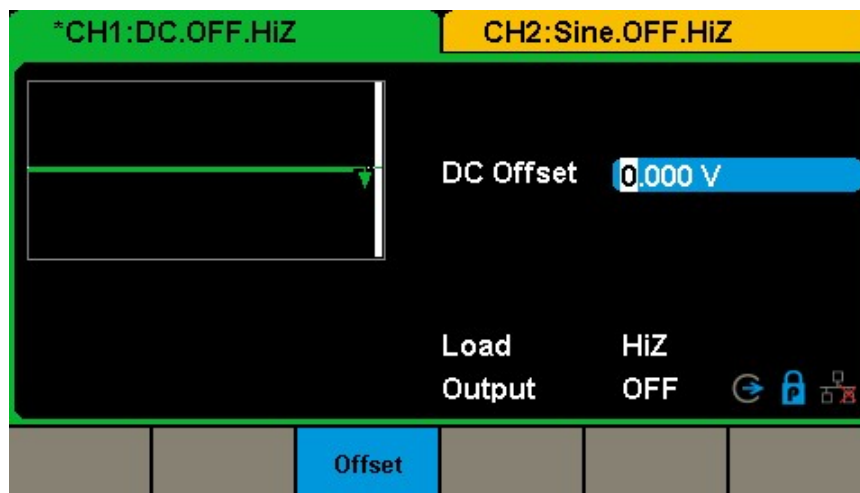 *CH1:DC.OFF.HiZ CH2:Sine.OFF.HiZ
DC Offset 0.000 V
Load HiZ
Output OFF P
Offset